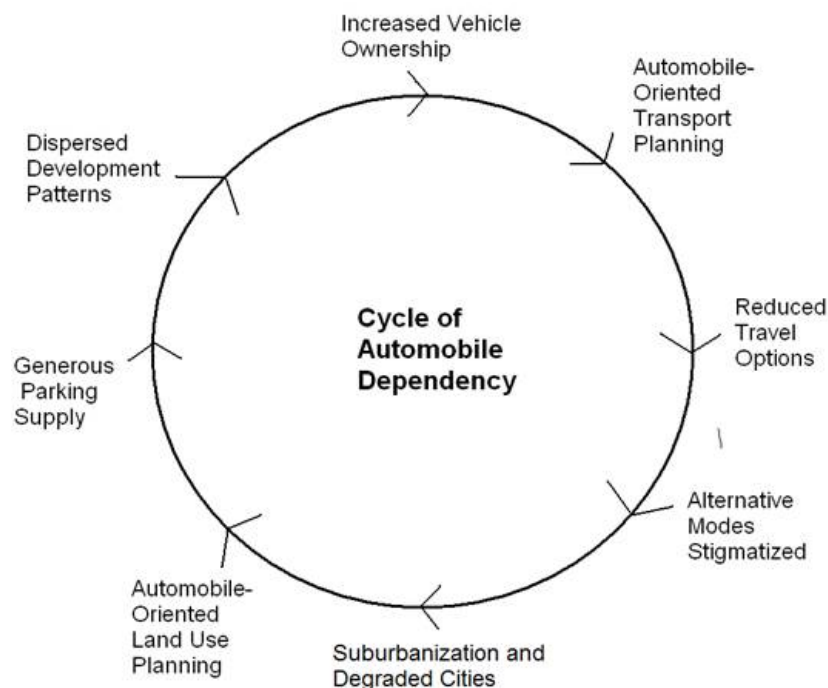 Increased Vehicle
Ownership
Automobile-
Oriented
Transport
Planning
Reduced
Travel
Options
Alternative
Modes
Stigmatized
Suburbanization and
Degraded Cities
Automobile-
Oriented
Land Use
Planning
Generous
Parking
Supply
Dispersed
Development
Patterns
Cycle of
Automobile
Dependency